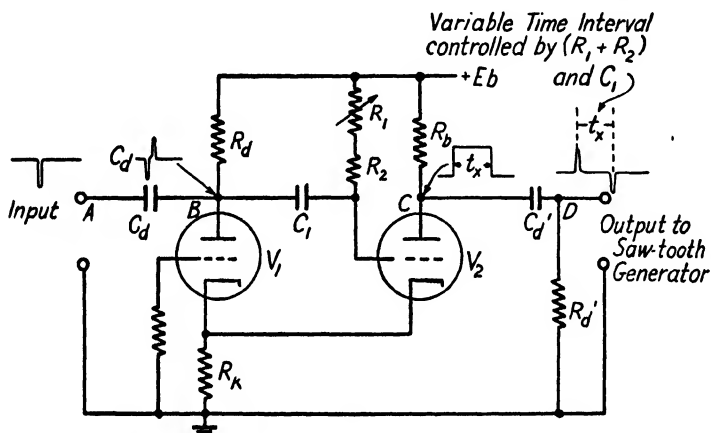 Variable Time Interval
controlled by (R₁ + R₂)
and C₁
+Eb
tₓ
R₁
Rd
Rb
Cd
R₂
tₓ
Input
A
Cd
B
C₁
C
Cd'
D
V₁
V₂
Output to
Saw-tooth
Generator
Rd'
Rₖ